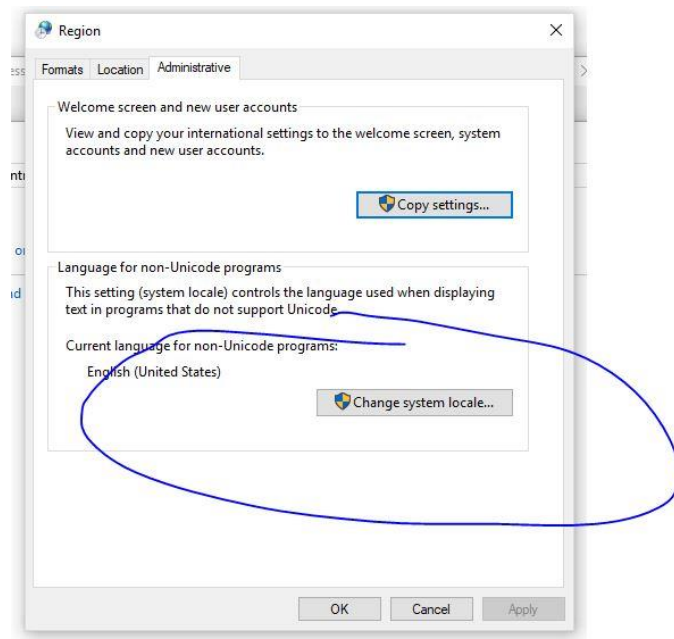 Region
Formats Location Administrative
Welcome screen and new user accounts
View and copy your international settings to the welcome screen, system
accounts and new user accounts.
Copy settings...
Language for non-Unicode programs
This setting (system locale) controls the language used when displaying
text in programs that do not support Unicode.
Current language for non-Unicode programs:
English (United States)
Change system locale...
OK Cancel Apply